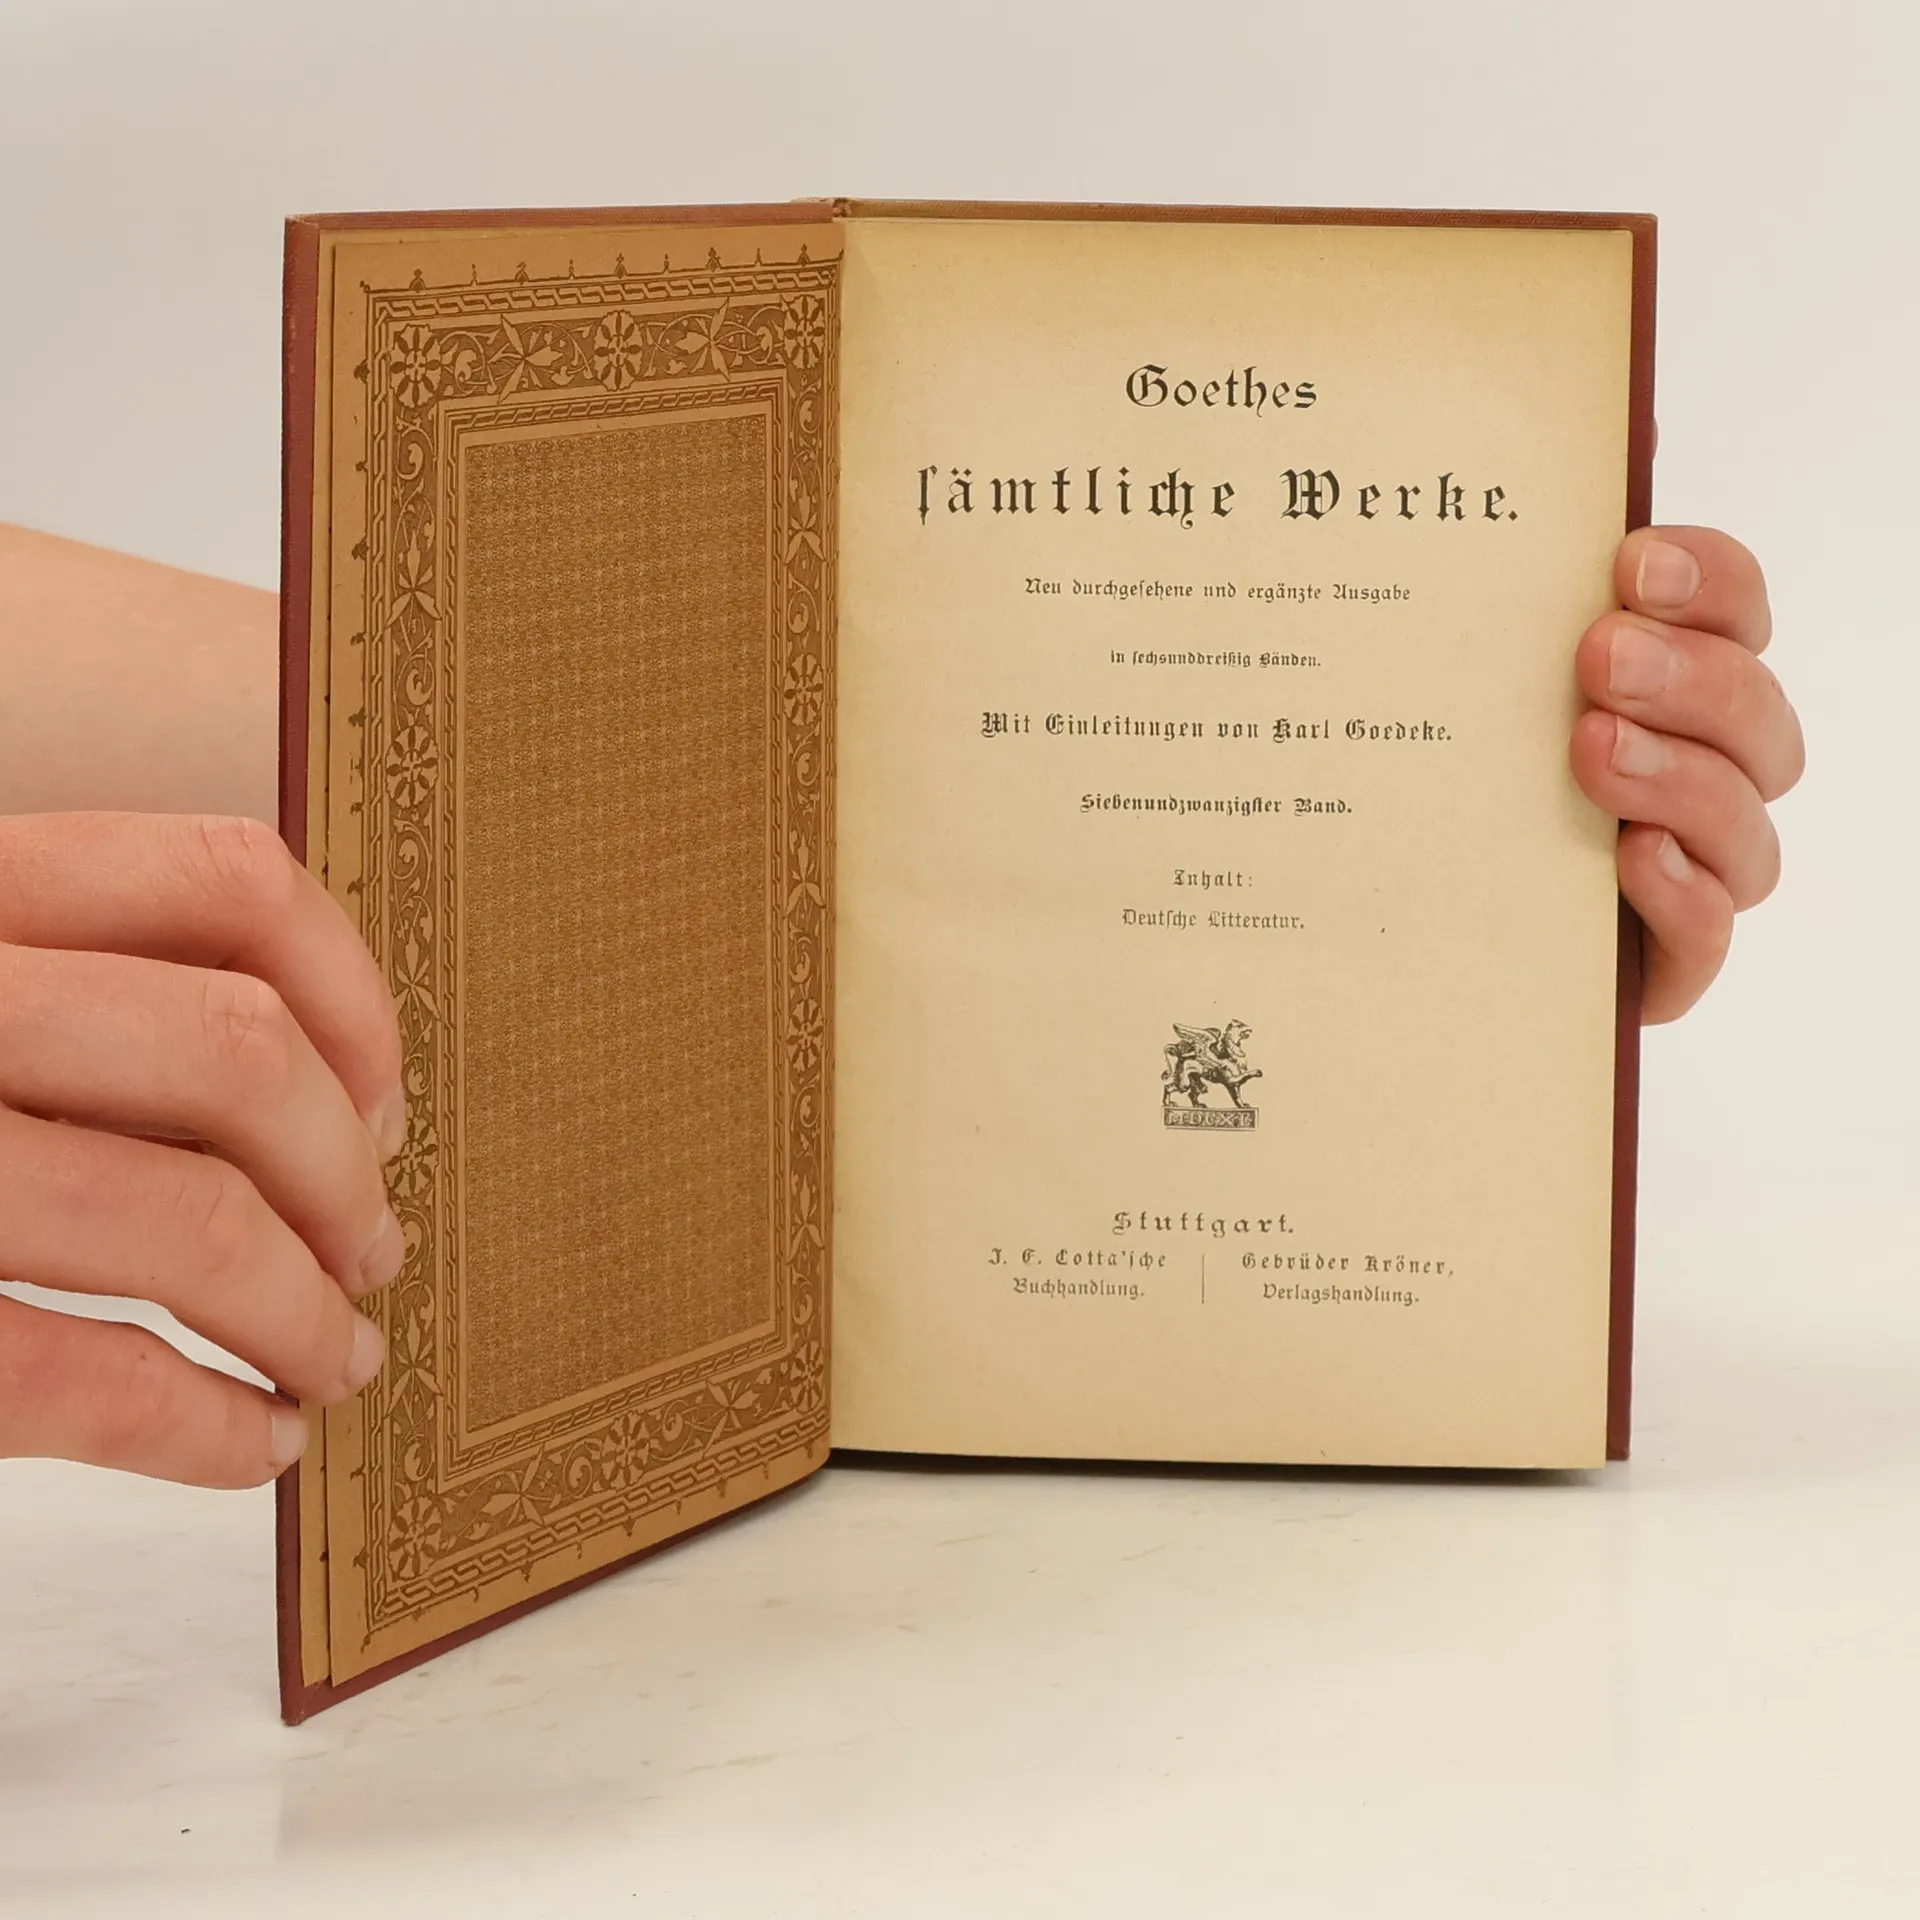 Goethes
ſämtliche Werke.
Neu durchgeſehene und ergänzte Ausgabe
in ſechsunddreißig Bänden.
Mit Einleitungen von Karl Goedeke.
Siebenundzwanzigſter Band.
Inhalt:
Deutſche Litteratur.
MDCXL
Stuttgart.
J. G. Cotta'ſche
Buchhandlung.
Gebrüder Kröner,
Verlagshandlung.